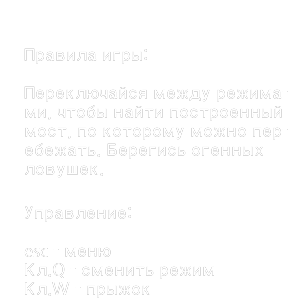 Правила игры:
Переключайся между режима
ми, чтобы найти построенный
мост, по которому можно пер
ебежать. Берегись огенных
ловушек.
Управление:
esc - меню
Кл.Q - сменить режим
Кл.W - прыжок